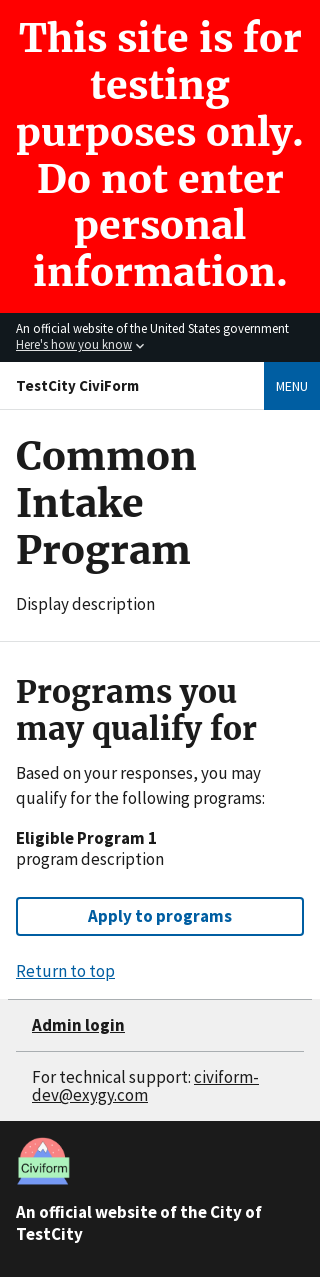 This site is for
testing
purposes only.
Do not enter
personal
information.
An official website of the United States government
Here's how you know
TestCity CiviForm
MENU
Common
Intake
Program
Display description
Programs you
may qualify for
Based on your responses, you may
qualify for the following programs:
Eligible Program 1
program description
Apply to programs
Return to top
Admin login
For technical support: civiform-
dev@exygy.com
Civiform
An official website of the City of
TestCity